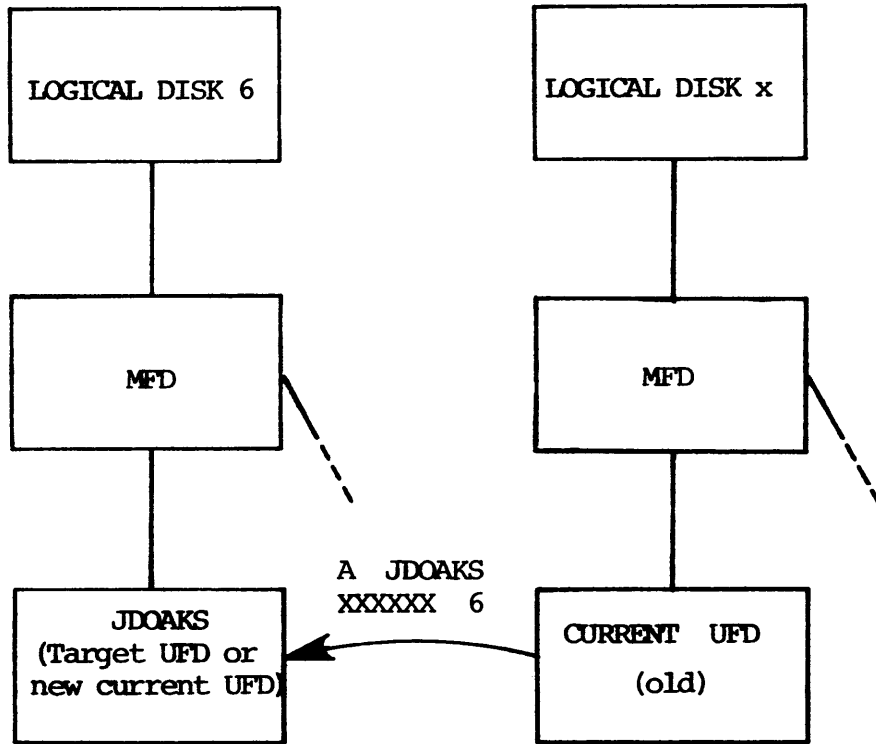 LOGICAL DISK 6
LOGICAL DISK x
MFD
MFD
A JDOAKS
XXXXXX 6
JDOAKS
(Target UFD or
new current UFD)
CURRENT UFD
(old)